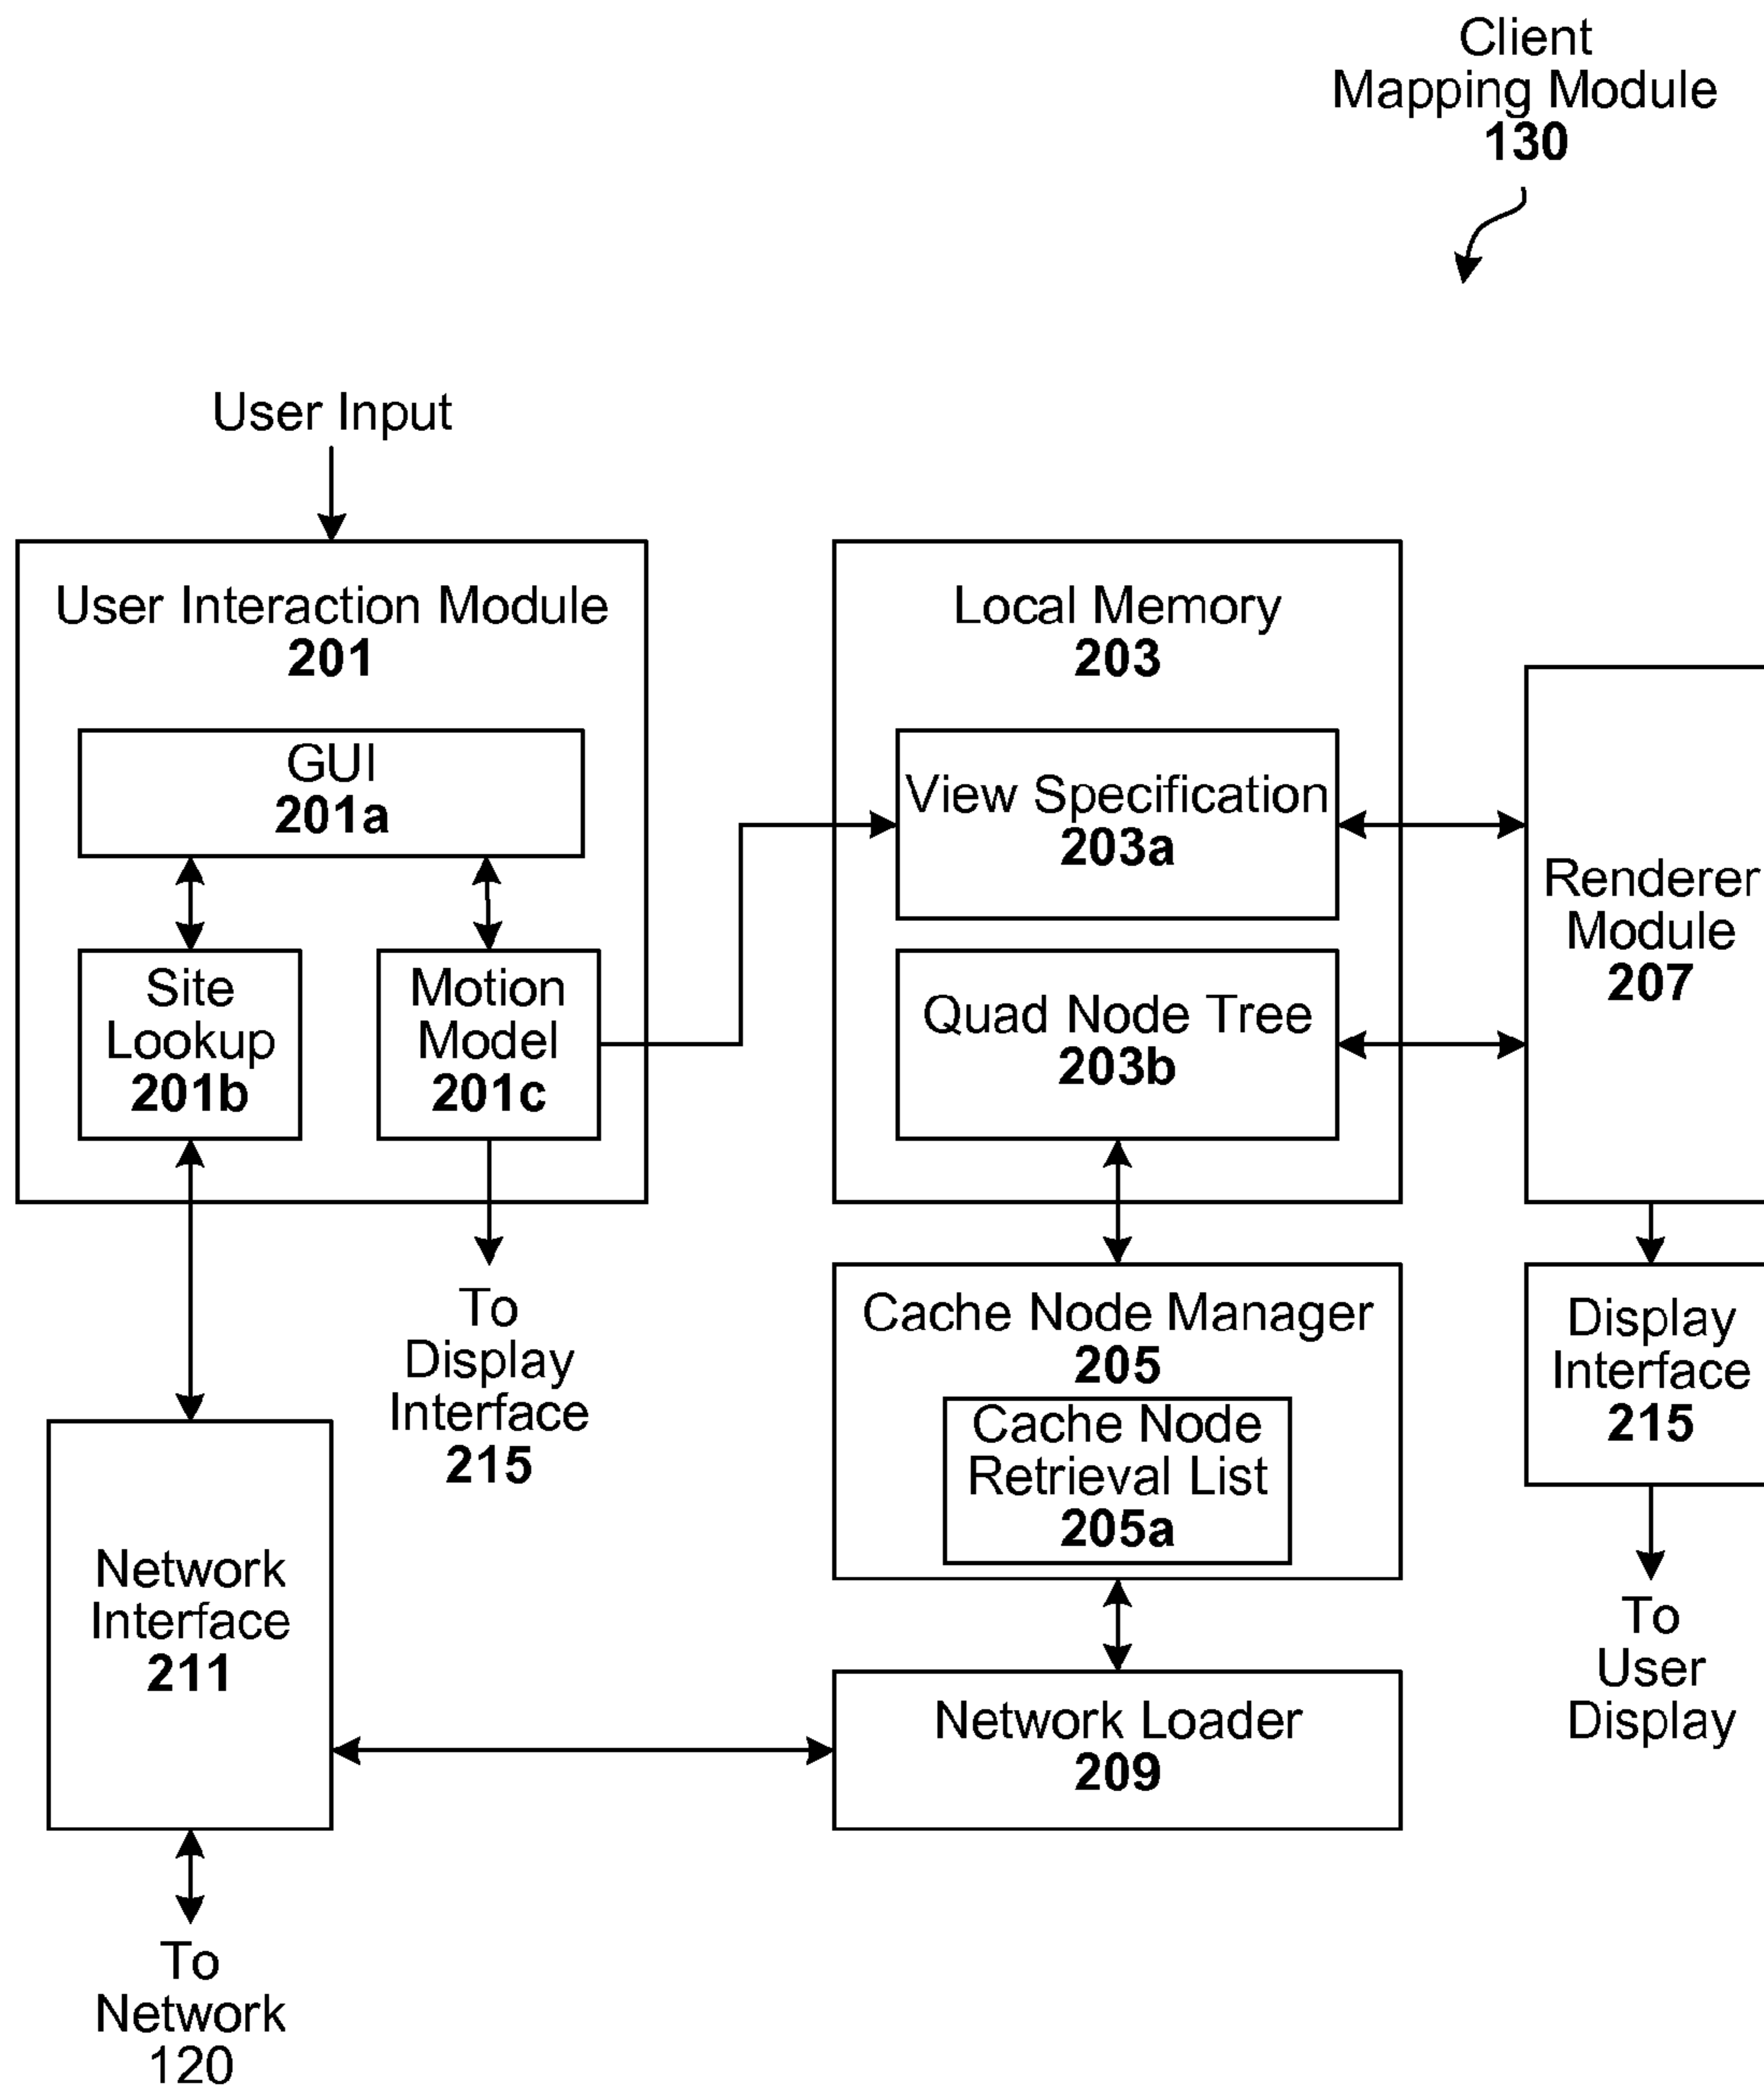 Client
Mapping Module
130
User Input
User Interaction Module
201
GUI
201a
Site
Lookup
201b
Motion
Model
201c
To
Display
Interface
215
Local Memory
203
View Specification
203a
Quad Node Tree
203b
Renderer
Module
207
Cache Node Manager
205
Cache Node
Retrieval List
205a
Display
Interface
215
To
User
Display
Network
Interface
211
Network Loader
209
To
Network
120